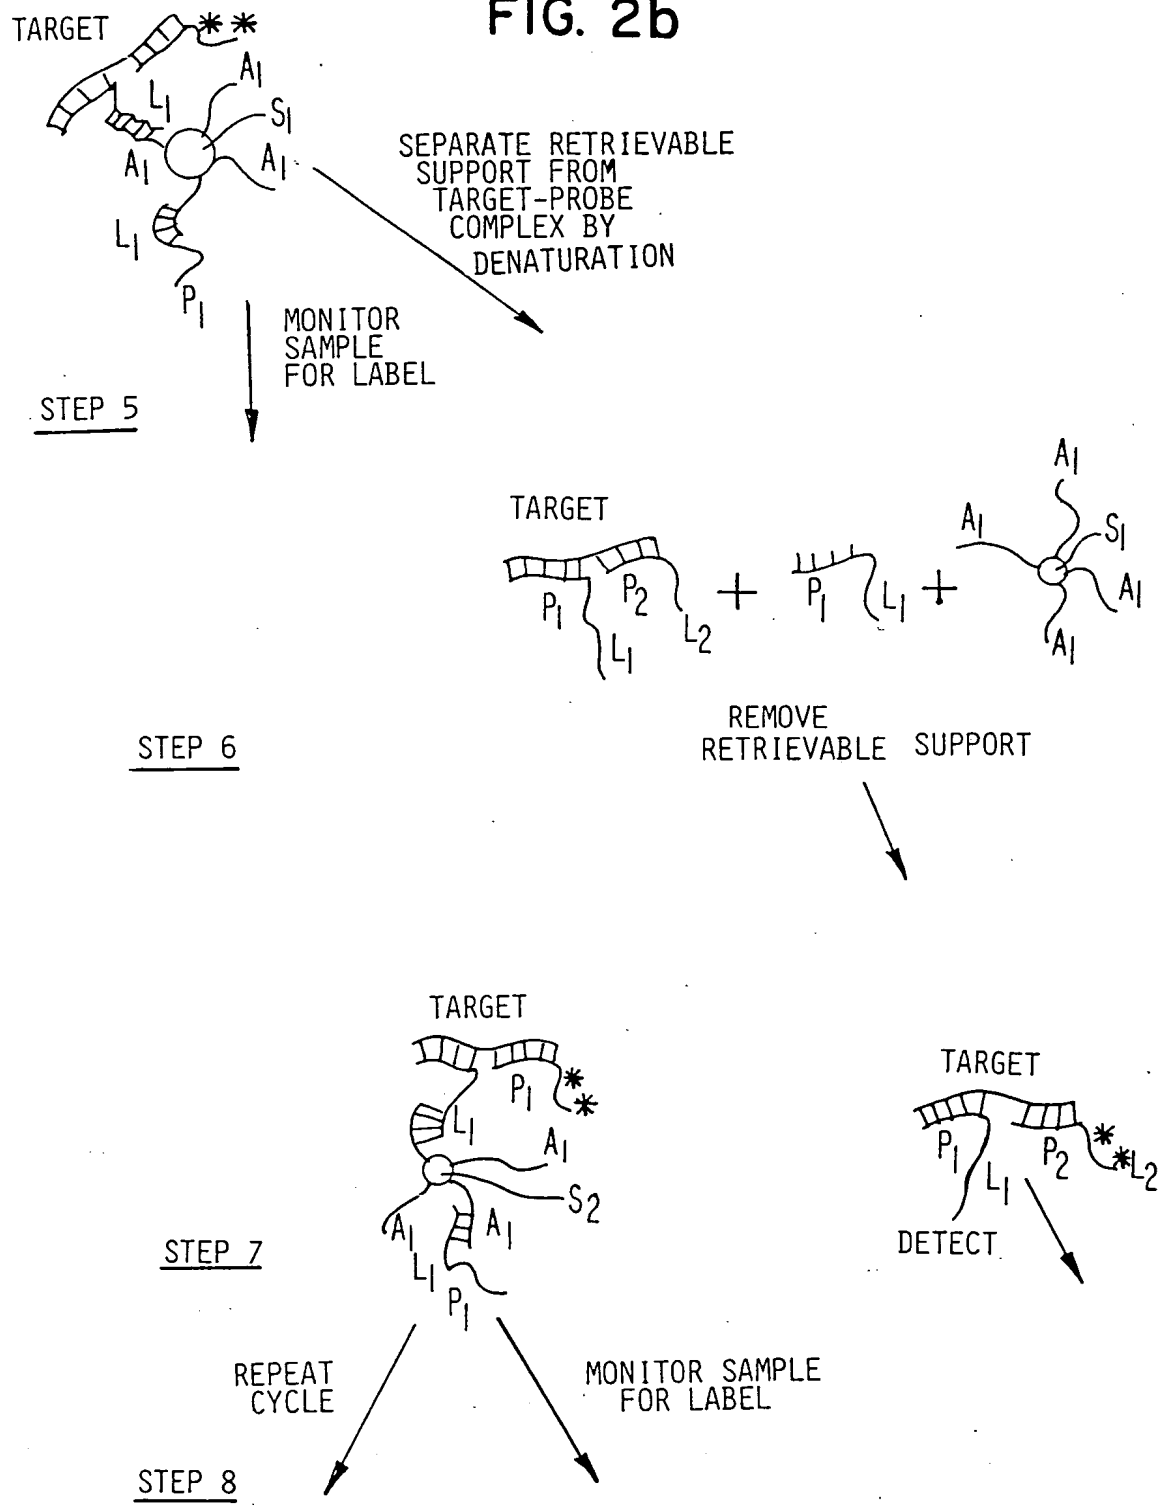 FIG. 2b
TARGET
* *
A1
L1
S1
A1
A1
L1
P1
SEPARATE RETRIEVABLE
SUPPORT FROM
TARGET-PROBE
COMPLEX BY
DENATURATION
MONITOR
SAMPLE
FOR LABEL
STEP 5
TARGET
P1
P2
L1
L2
+
P1
L1
+
A1
A1
S1
A1
A1
STEP 6
REMOVE
RETRIEVABLE SUPPORT
TARGET
P1
*
*
L1
A1
S2
A1
A1
L1
P1
TARGET
P1
L1
P2
*
*L2
DETECT
STEP 7
REPEAT
CYCLE
MONITOR SAMPLE
FOR LABEL
STEP 8